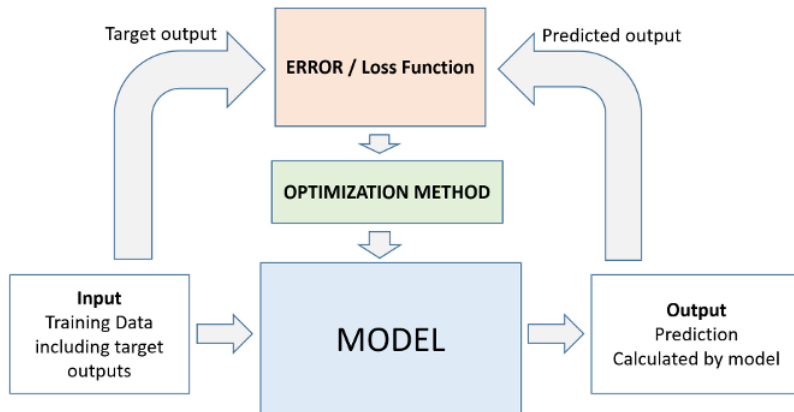 Target output
Predicted output
ERROR / Loss Function
OPTIMIZATION METHOD
Input
Training Data
including target
outputs
MODEL
Output
Prediction
Calculated by model